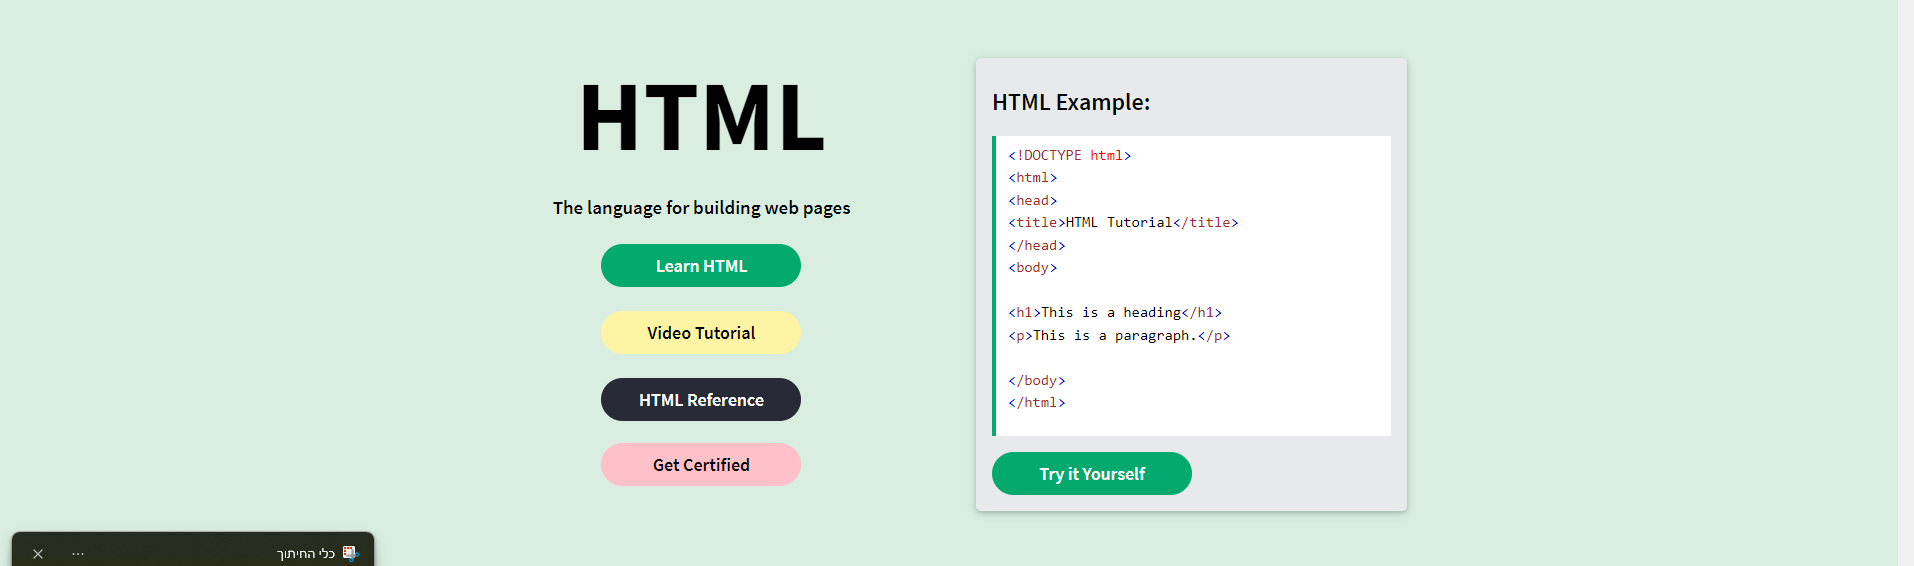 HTML
The language for building web pages
Learn HTML
Video Tutorial
HTML Reference
Get Certified
HTML Example:
<!DOCTYPE html>
<html>
<head>
<title>HTML Tutorial</title>
</head>
<body>
<h1>This is a heading</h1>
<p>This is a paragraph.</p>
</body>
</html>
Try it Yourself
כלי החיתוך